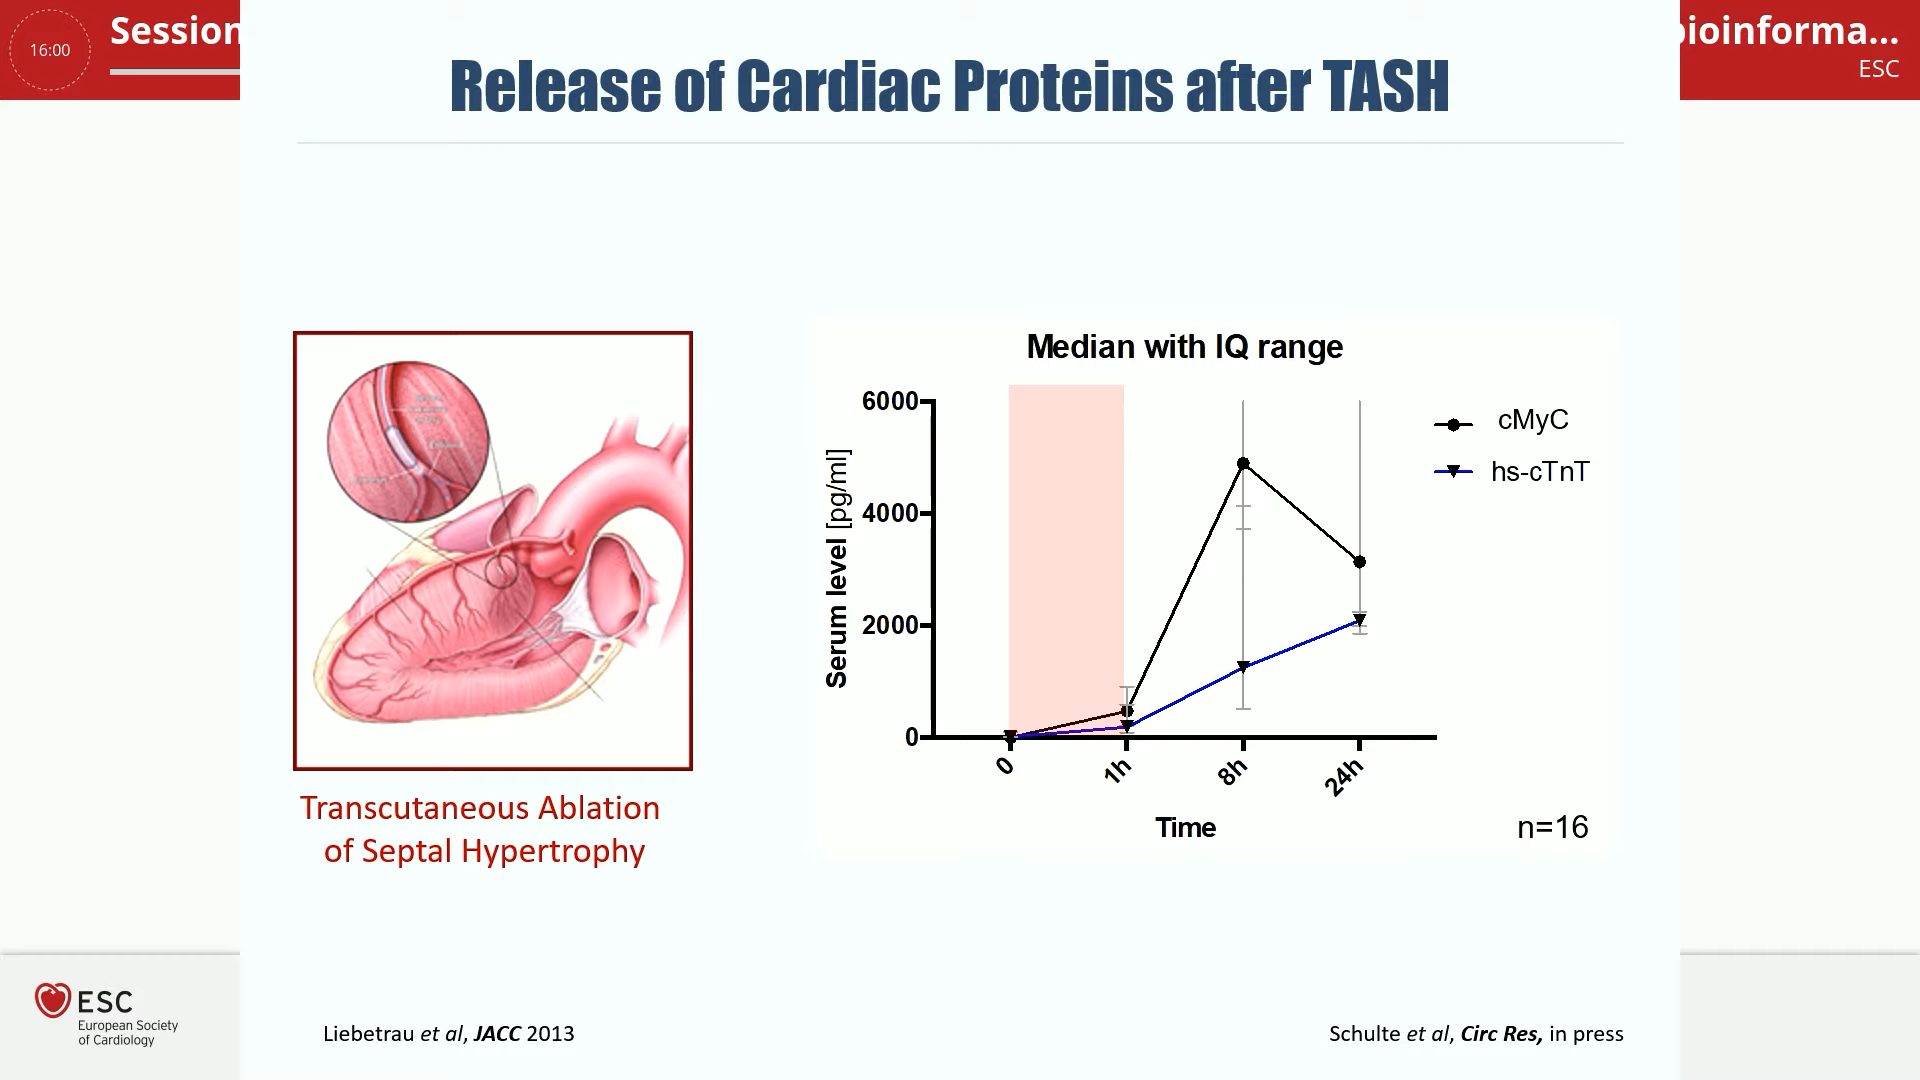 16:00
Session
bioinforma...
ESC
Release of Cardiac Proteins after TASH
Median with IQ range
6000
4000
2000
0
Serum level [pg/ml]
0
1h
8h
24h
Time
cMyC
hs-cTnT
n=16
Transcutaneous Ablation
of Septal Hypertrophy
ESC
European Society
of Cardiology
Liebetrau et al, JACC 2013
Schulte et al, Circ Res, in press